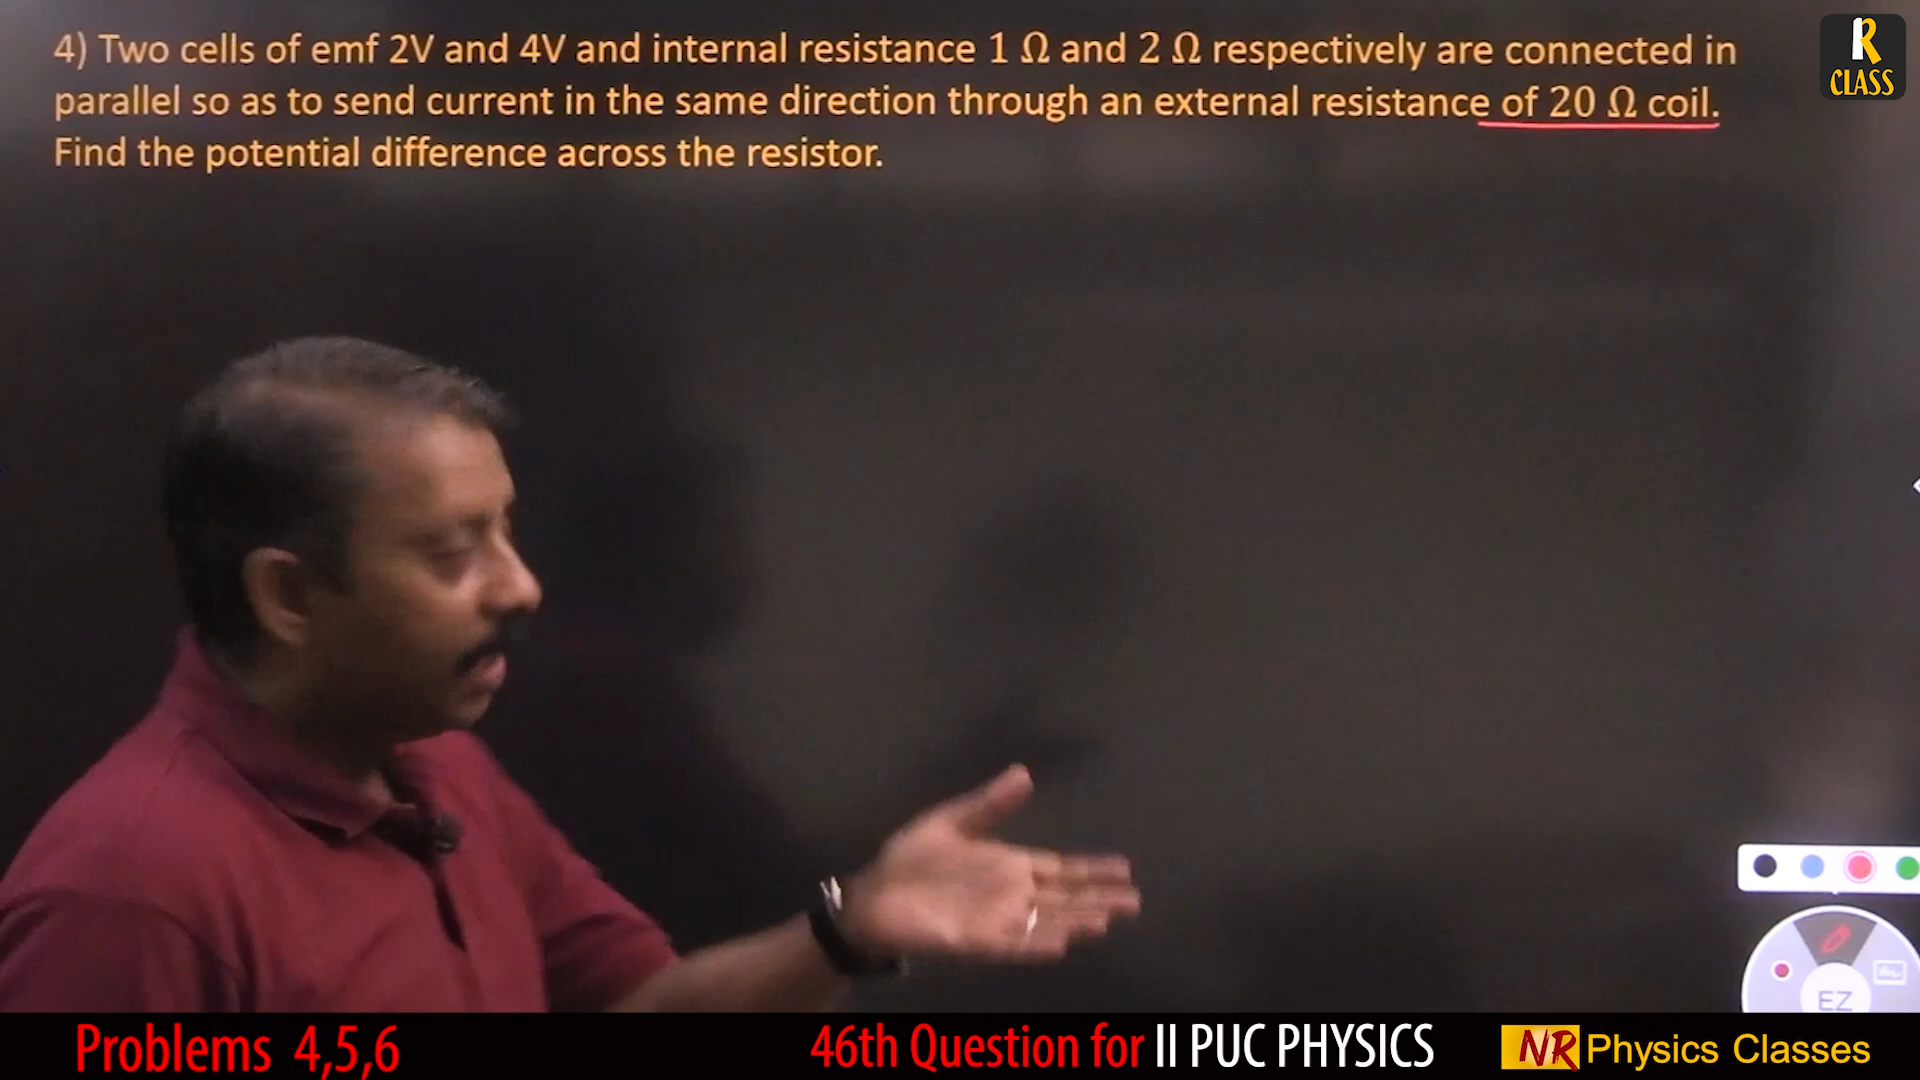 4) Two cells of emf 2V and 4V and internal resistance 1 Ω and 2 Ω respectively are connected in
parallel so as to send current in the same direction through an external resistance of 20 Ω coil.
Find the potential difference across the resistor.
R
CLASS
EZ
Problems 4,5,6
46th Question for II PUC PHYSICS
NR Physics Classes